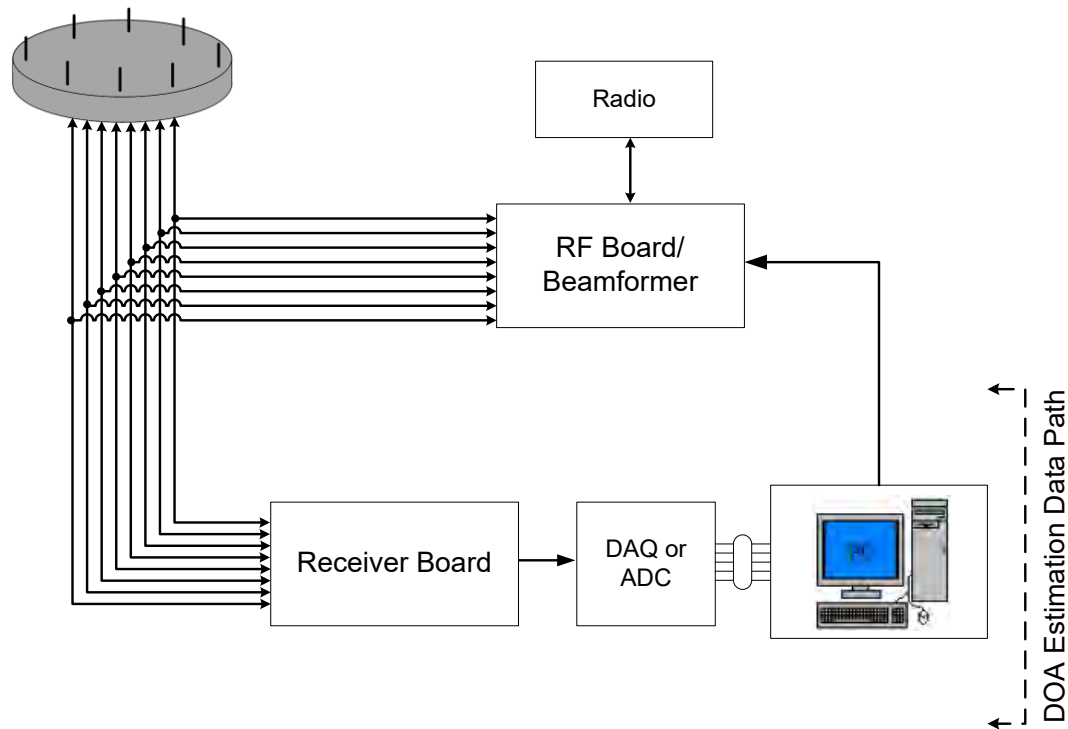 Radio
RF Board/
Beamformer
Receiver Board
DAQ or
ADC
PC
DOA Estimation Data Path